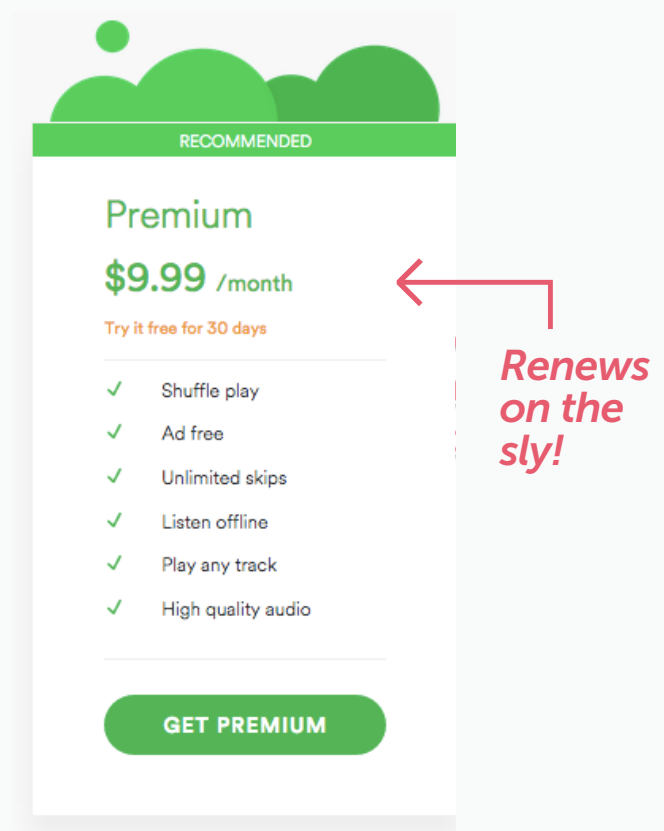 RECOMMENDED
Premium
$9.99 /month
Try it free for 30 days
Shuffle play
Ad free
Unlimited skips
Listen offline
Play any track
High quality audio
GET PREMIUM
Renews
on the
sly!